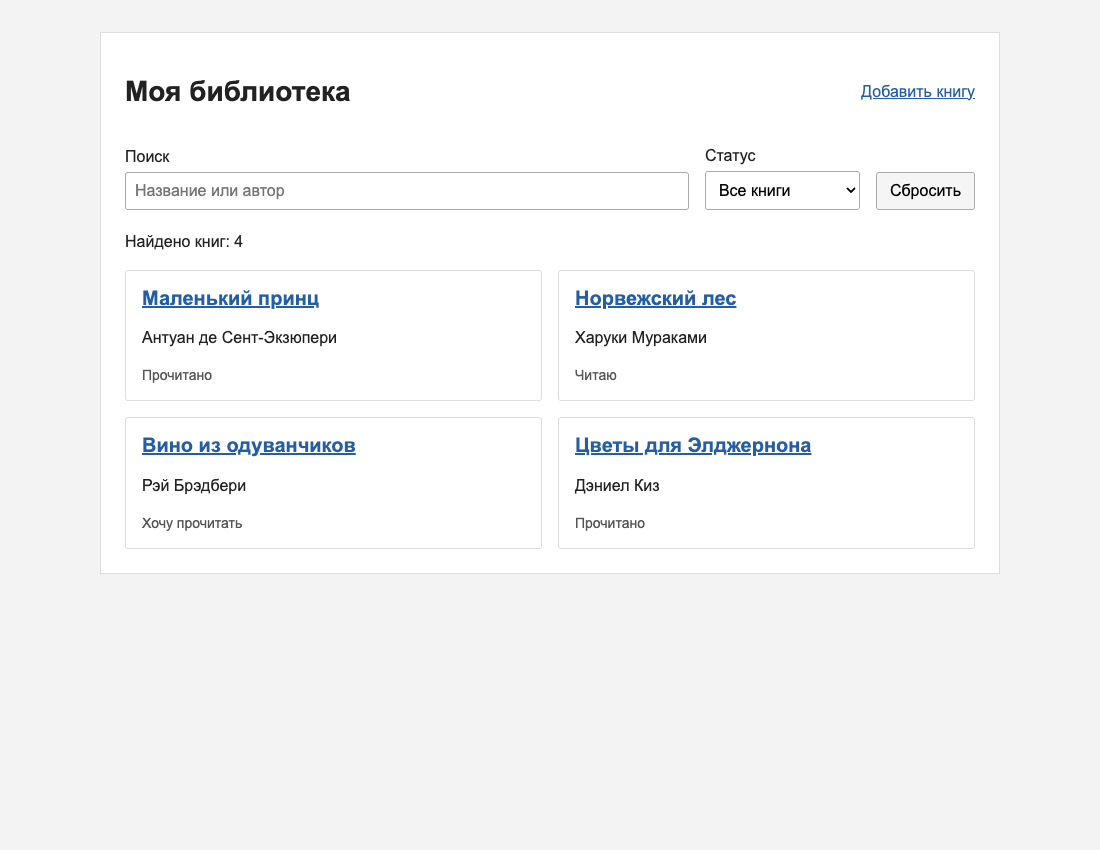 Моя библиотека
Добавить книгу
Поиск
Статус
Название или автор
Все книги
Сбросить
Найдено книг: 4
Маленький принц
Антуан де Сент-Экзюпери
Прочитано
Норвежский лес
Харуки Мураками
Читаю
Вино из одуванчиков
Рэй Брэдбери
Хочу прочитать
Цветы для Элджернона
Дэниел Киз
Прочитано